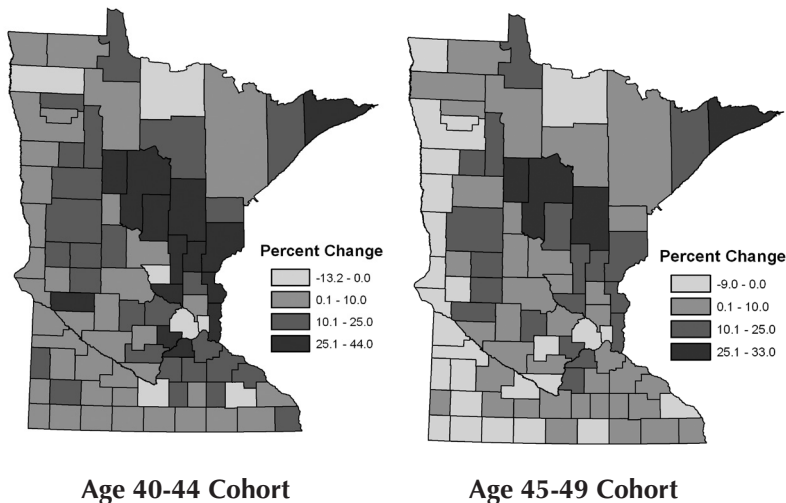 Percent Change
-13.2 - 0.0
0.1 - 10.0
10.1 - 25.0
25.1 - 44.0
Percent Change
-9.0 - 0.0
0.1 - 10.0
10.1 - 25.0
25.1 - 33.0
Age 40-44 Cohort
Age 45-49 Cohort